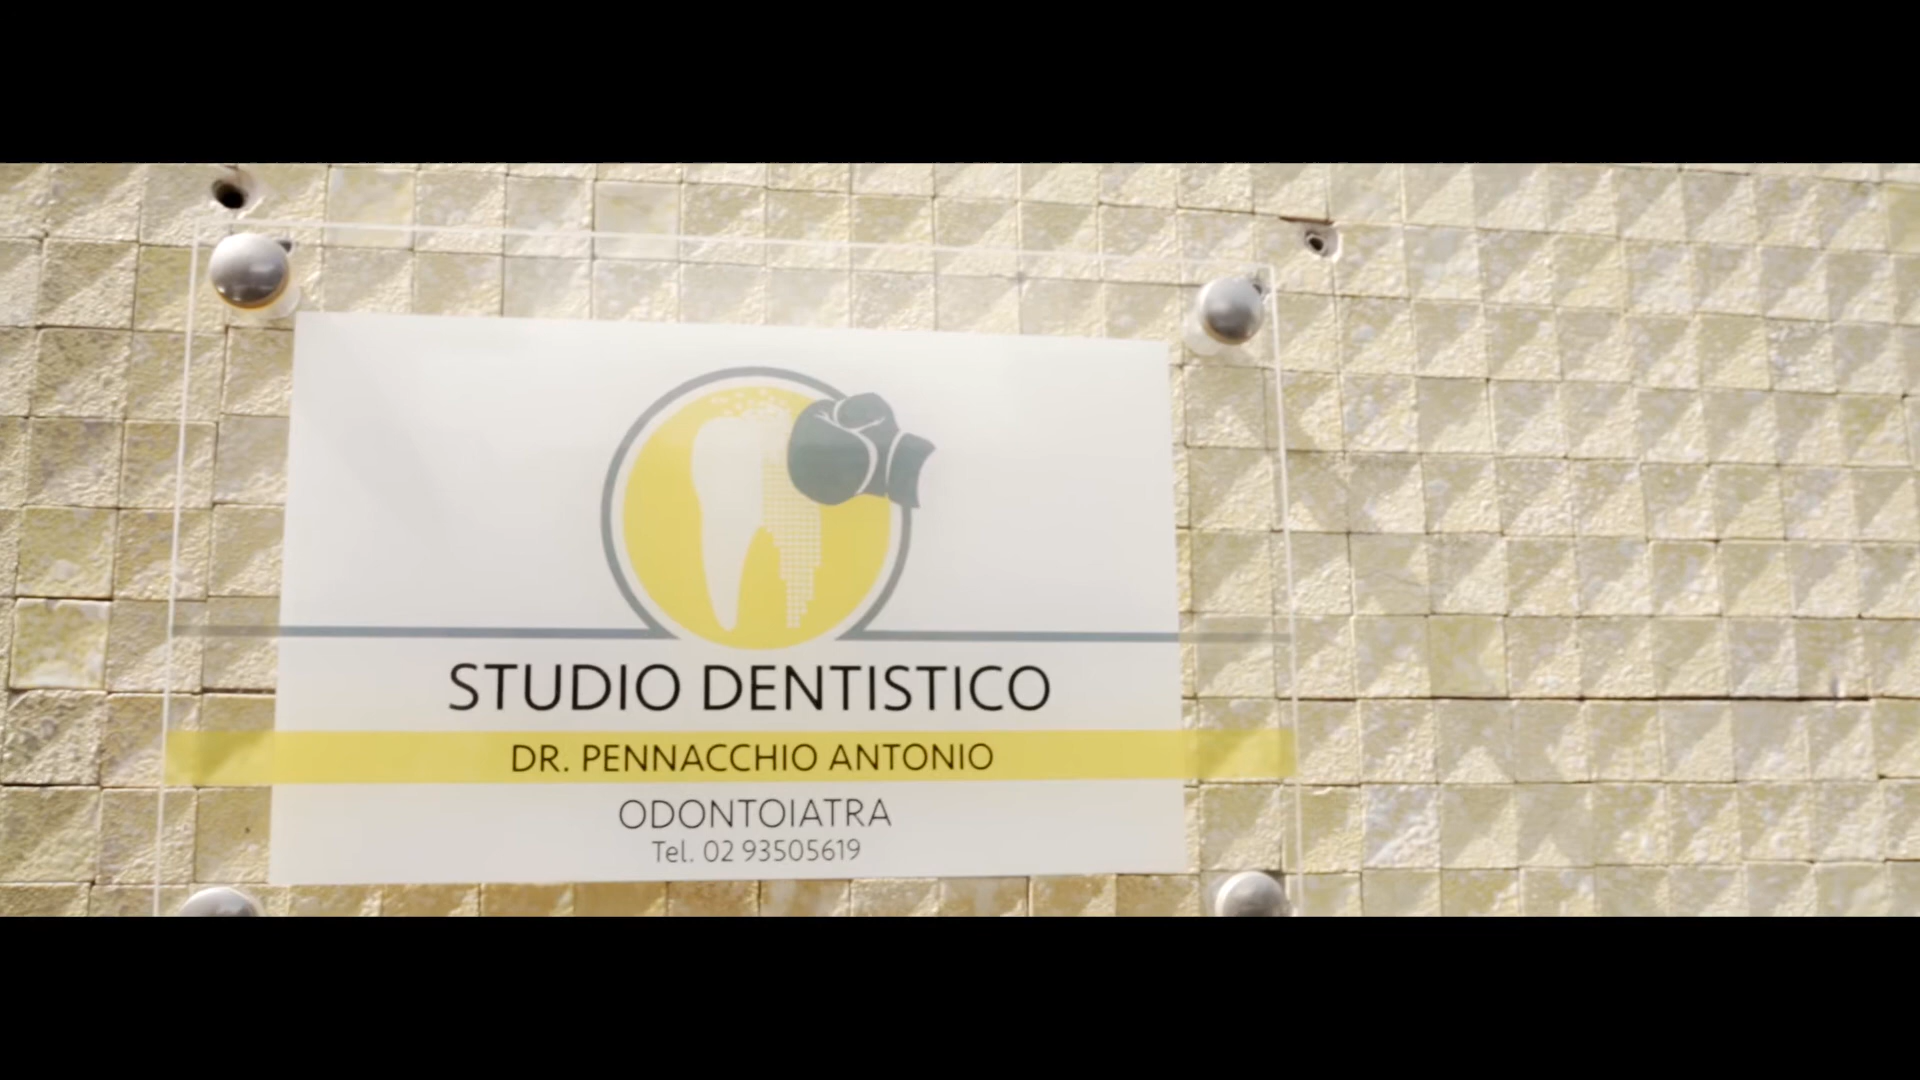 STUDIO DENTISTICO
DR. PENNACCHIO ANTONIO
ODONTOIATRA
Tel. 02 93505619